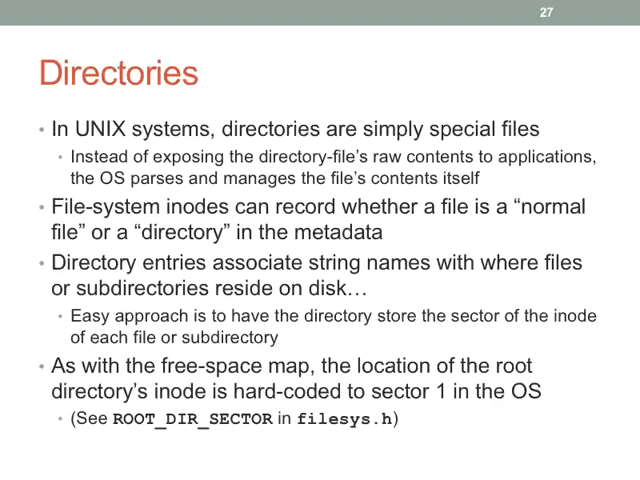 27
Directories
• In UNIX systems, directories are simply special files
• Instead of exposing the directory-file’s raw contents to applications,
the OS parses and manages the file’s contents itself
• File-system inodes can record whether a file is a “normal
file” or a “directory” in the metadata
• Directory entries associate string names with where files
or subdirectories reside on disk…
• Easy approach is to have the directory store the sector of the inode
of each file or subdirectory
• As with the free-space map, the location of the root
directory’s inode is hard-coded to sector 1 in the OS
• (See ROOT_DIR_SECTOR in filesys.h)